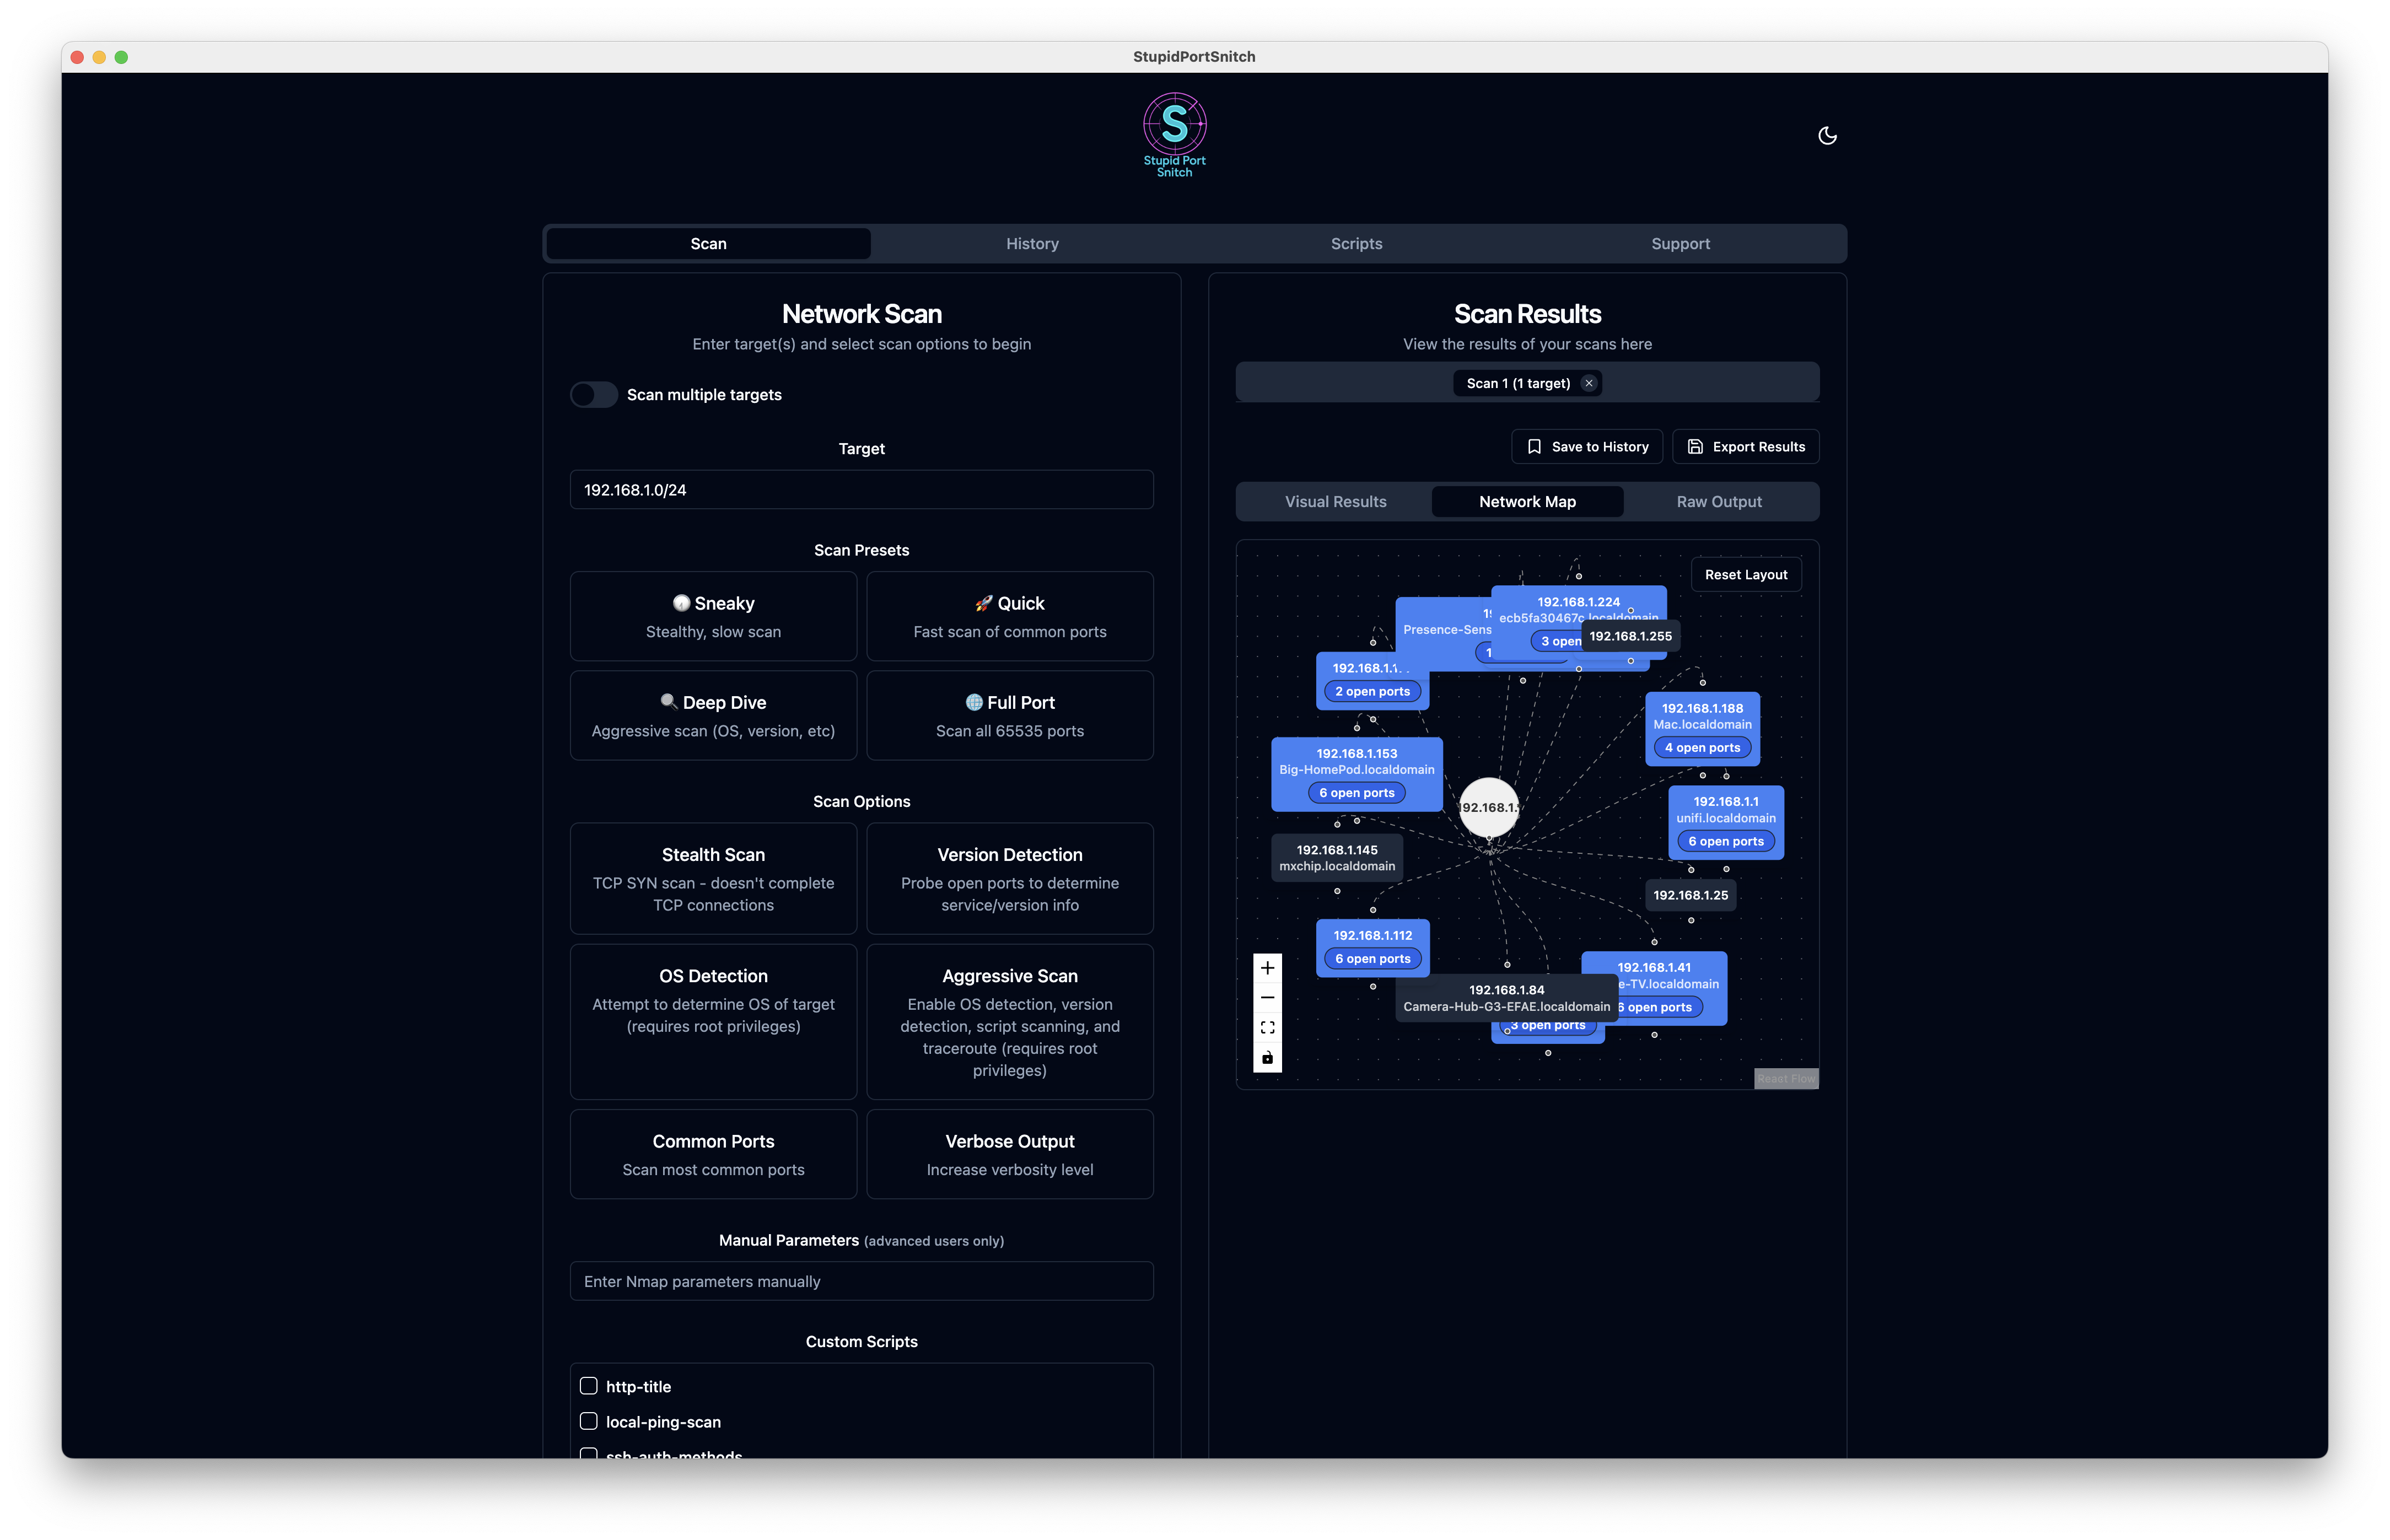 StupidPortSnitch
S
Stupid Port
Snitch
Scan
History
Scripts
Support
Network Scan
Enter target(s) and select scan options to begin
Scan multiple targets
Target
192.168.1.0/24
Scan Presets
Sneaky
Stealthy, slow scan
Quick
Fast scan of common ports
Deep Dive
Aggressive scan (OS, version, etc)
Full Port
Scan all 65535 ports
Scan Options
Stealth Scan
TCP SYN scan - doesn't complete
TCP connections
Version Detection
Probe open ports to determine
service/version info
OS Detection
Attempt to determine OS of target
(requires root privileges)
Aggressive Scan
Enable OS detection, version
detection, script scanning, and
traceroute (requires root
privileges)
Common Ports
Scan most common ports
Verbose Output
Increase verbosity level
Manual Parameters (advanced users only)
Enter Nmap parameters manually
Custom Scripts
http-title
local-ping-scan
ssh-auth-methods
Scan Results
View the results of your scans here
Scan 1 (1 target)
Save to History
Export Results
Visual Results
Network Map
Raw Output
Reset Layout
192.168.1.224
ecb5fa30467c.localdomain
3 open
192.168.1.255
Presence-Sens
192.168.1.1
2 open ports
192.168.1.188
Mac.localdomain
4 open ports
192.168.1.153
Big-HomePod.localdomain
6 open ports
92.168.1.
192.168.1.1
unifi.localdomain
6 open ports
192.168.1.145
mxchip.localdomain
192.168.1.25
192.168.1.112
6 open ports
192.168.1.41
e-TV.localdomain
6 open ports
192.168.1.84
Camera-Hub-G3-EFAE.localdomain
3 open ports
React Flow